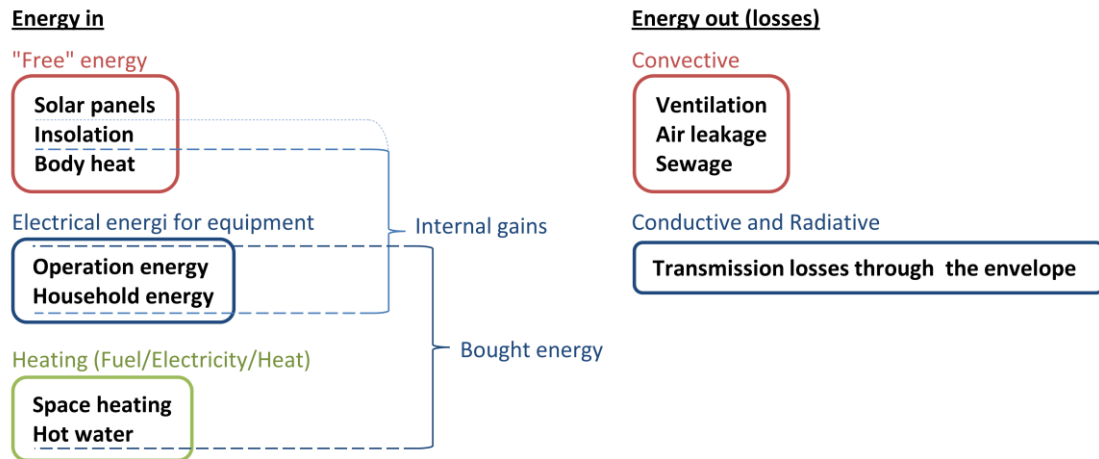 Energy in
"Free" energy
Solar panels
Insolation
Body heat
Electrical energi for equipment
Operation energy
Household energy
Heating (Fuel/Electricity/Heat)
Space heating
Hot water
Internal gains
Bought energy
Energy out (losses)
Convective
Ventilation
Air leakage
Sewage
Conductive and Radiative
Transmission losses through the envelope